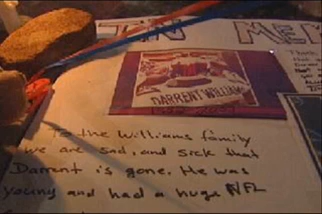 IN ME
DARRENT WILLIAM
To the Williams family
we are sad, and sick that
Darrent is gone. He was
young and had a huge NFL